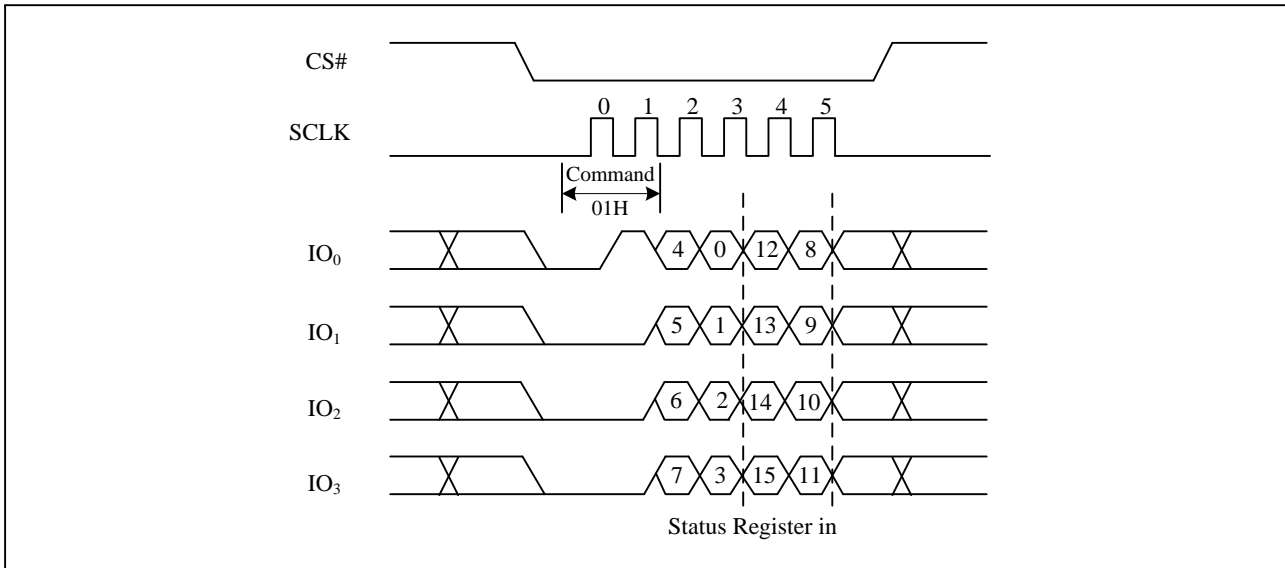 CS#
0 1 2 3 4 5
SCLK
Command
01H
IO₀ 4 0 12 8
IO₁ 5 1 13 9
IO₂ 6 2 14 10
IO₃ 7 3 15 11
Status Register in